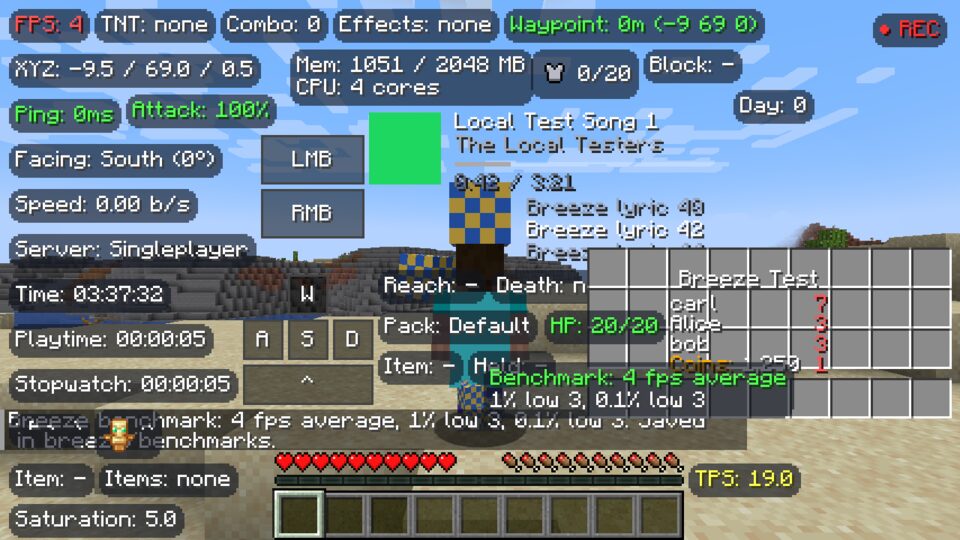 FPS: 4
TNT: none
Combo: 0
Effects: none
Waypoint: 0m (-9 69 0)
● REC
XYZ: -9.5 / 69.0 / 0.5
Mem: 1051 / 2048 MB
CPU: 4 cores
0/20
Block: -
Day: 0
Ping: 0ms
Attack: 100%
Local Test Song 1
The Local Testers
0:42 / 3:21
Facing: South (0°)
LMB
RMB
Speed: 0.00 b/s
Breeze lyric 40
Breeze lyric 42
Server: Singleplayer
Reach: -
Death: n
Breeze Test
carl 7
Alice 3
bob 3
Coins: 1,250 1
Time: 03:37:32
W
A
S
D
^
Pack: Default
HP: 20/20
Playtime: 00:00:05
Item: -
Stopwatch: 00:00:05
Benchmark: 4 fps average
1% low 3, 0.1% low 3
Breeze benchmark: 4 fps average, 1% low 3, 0.1% low 3. Saved
in breeze benchmarks.
Item: -
Items: none
TPS: 19.0
Saturation: 5.0